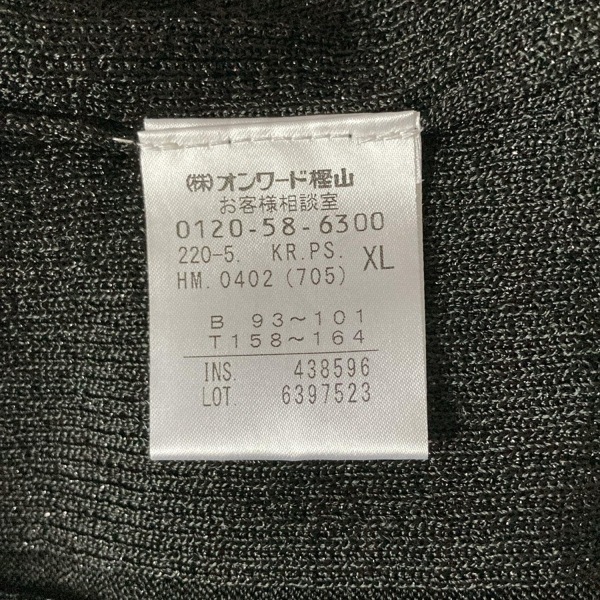 (株)オンワード樫山
お客様相談室
0120-58-6300
220-5. KR.PS. XL
HM.0402(705)
B 93~101
T158~164
INS. 438596
LOT. 6397523